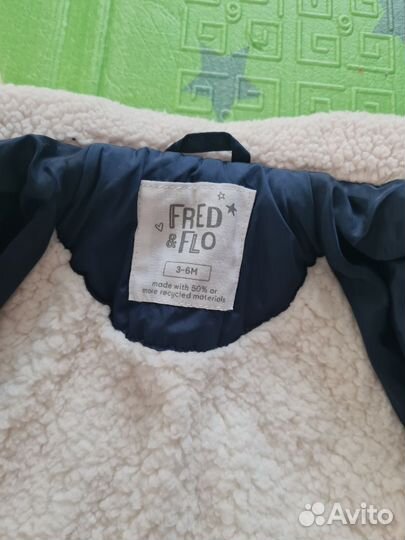 FRED
& FLO
3-6M
made with 50% or
more recycled materials
Avito